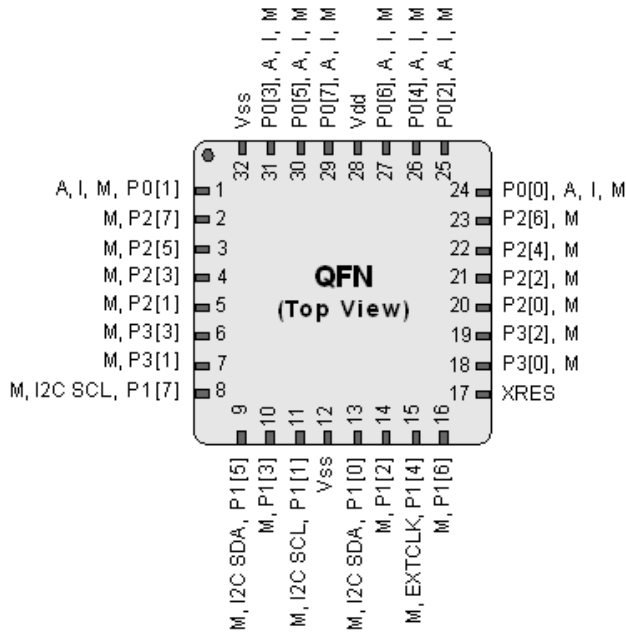 Vss
P0[3], A, I, M
P0[5], A, I, M
P0[7], A, I, M
Vdd
P0[6], A, I, M
P0[4], A, I, M
P0[2], A, I, M
32
31
30
29
28
27
26
25
A, I, M, P0[1]
1
M, P2[7]
2
M, P2[5]
3
M, P2[3]
4
M, P2[1]
5
M, P3[3]
6
M, P3[1]
7
M, I2C SCL, P1[7]
8
QFN
(Top View)
24
P0[0], A, I, M
23
P2[6], M
22
P2[4], M
21
P2[2], M
20
P2[0], M
19
P3[2], M
18
P3[0], M
17
XRES
9
10
11
12
13
14
15
16
M, I2C SDA, P1[5]
M, P1[3]
M, I2C SCL, P1[1]
Vss
M, I2C SDA, P1[0]
M, P1[2]
M, EXTCLK, P1[4]
M, P1[6]